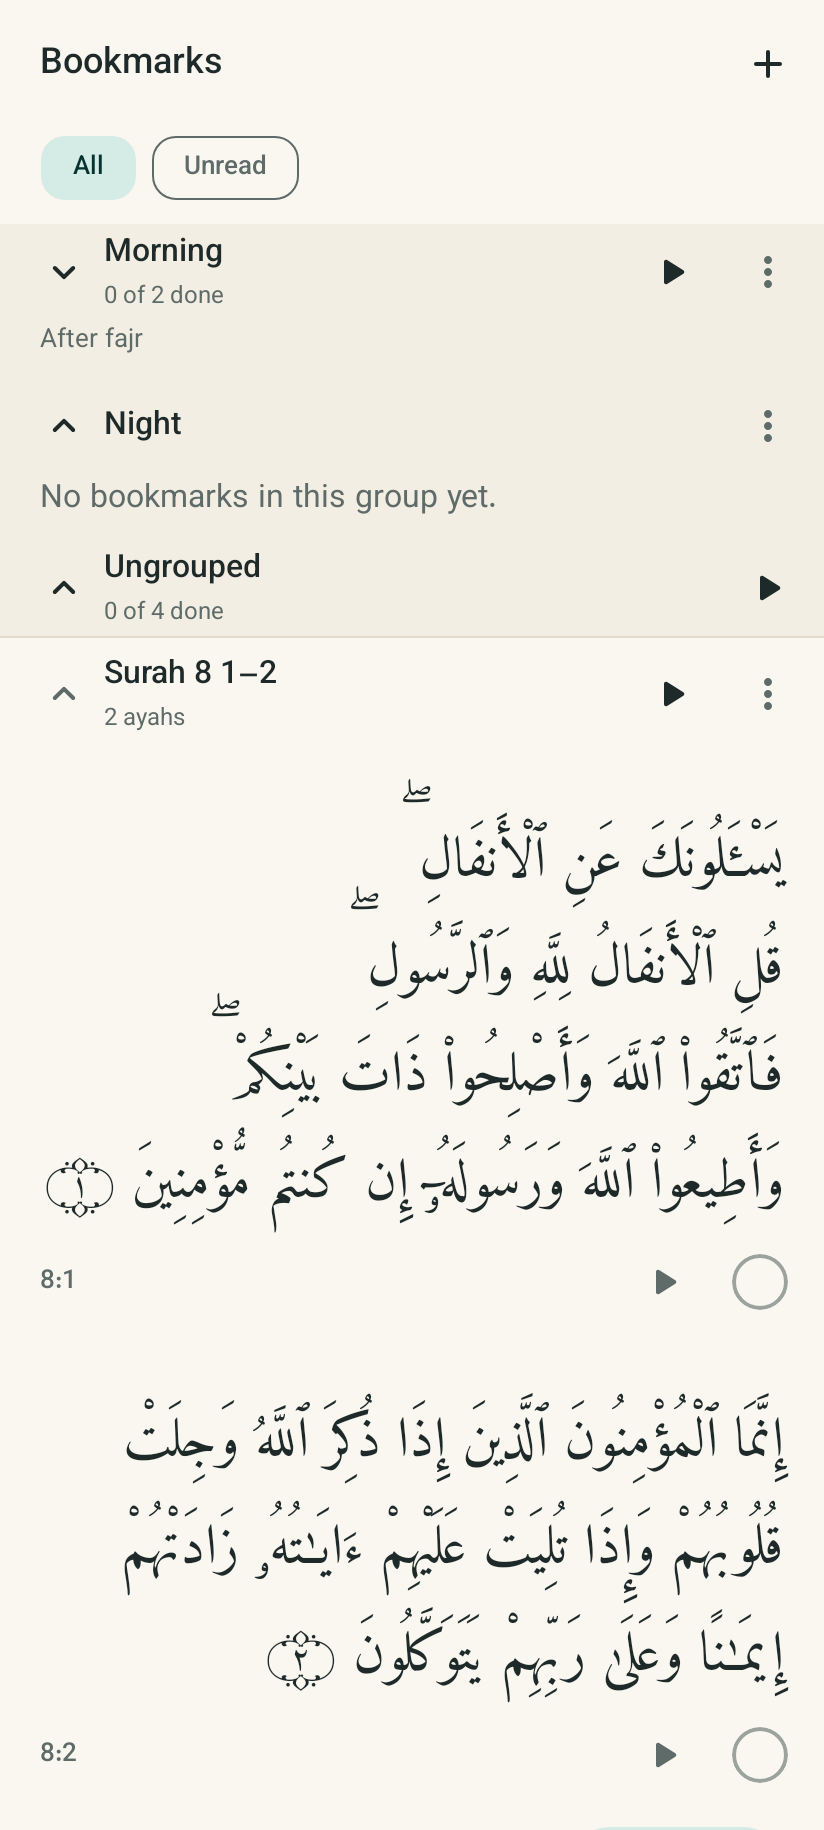 Bookmarks
All
Unread
Morning
0 of 2 done
After fajr
Night
No bookmarks in this group yet.
Ungrouped
0 of 4 done
Surah 8 1–2
2 ayahs
يَسْـَٔلُونَكَ عَنِ ٱلْأَنفَالِ ۖ
قُلِ ٱلْأَنفَالُ لِلَّهِ وَٱلرَّسُولِ ۖ
فَٱتَّقُوا۟ ٱللَّهَ وَأَصْلِحُوا۟ ذَاتَ بَيْنِكُمْ ۖ
وَأَطِيعُوا۟ ٱللَّهَ وَرَسُولَهُۥٓ إِن كُنتُم مُّؤْمِنِينَ ١
8:1
إِنَّمَا ٱلْمُؤْمِنُونَ ٱلَّذِينَ إِذَا ذُكِرَ ٱللَّهُ وَجِلَتْ
قُلُوبُهُمْ وَإِذَا تُلِيَتْ عَلَيْهِمْ ءَايَـٰتُهُۥ زَادَتْهُمْ
إِيمَـٰنًا وَعَلَىٰ رَبِّهِمْ يَتَوَكَّلُونَ ٢
8:2